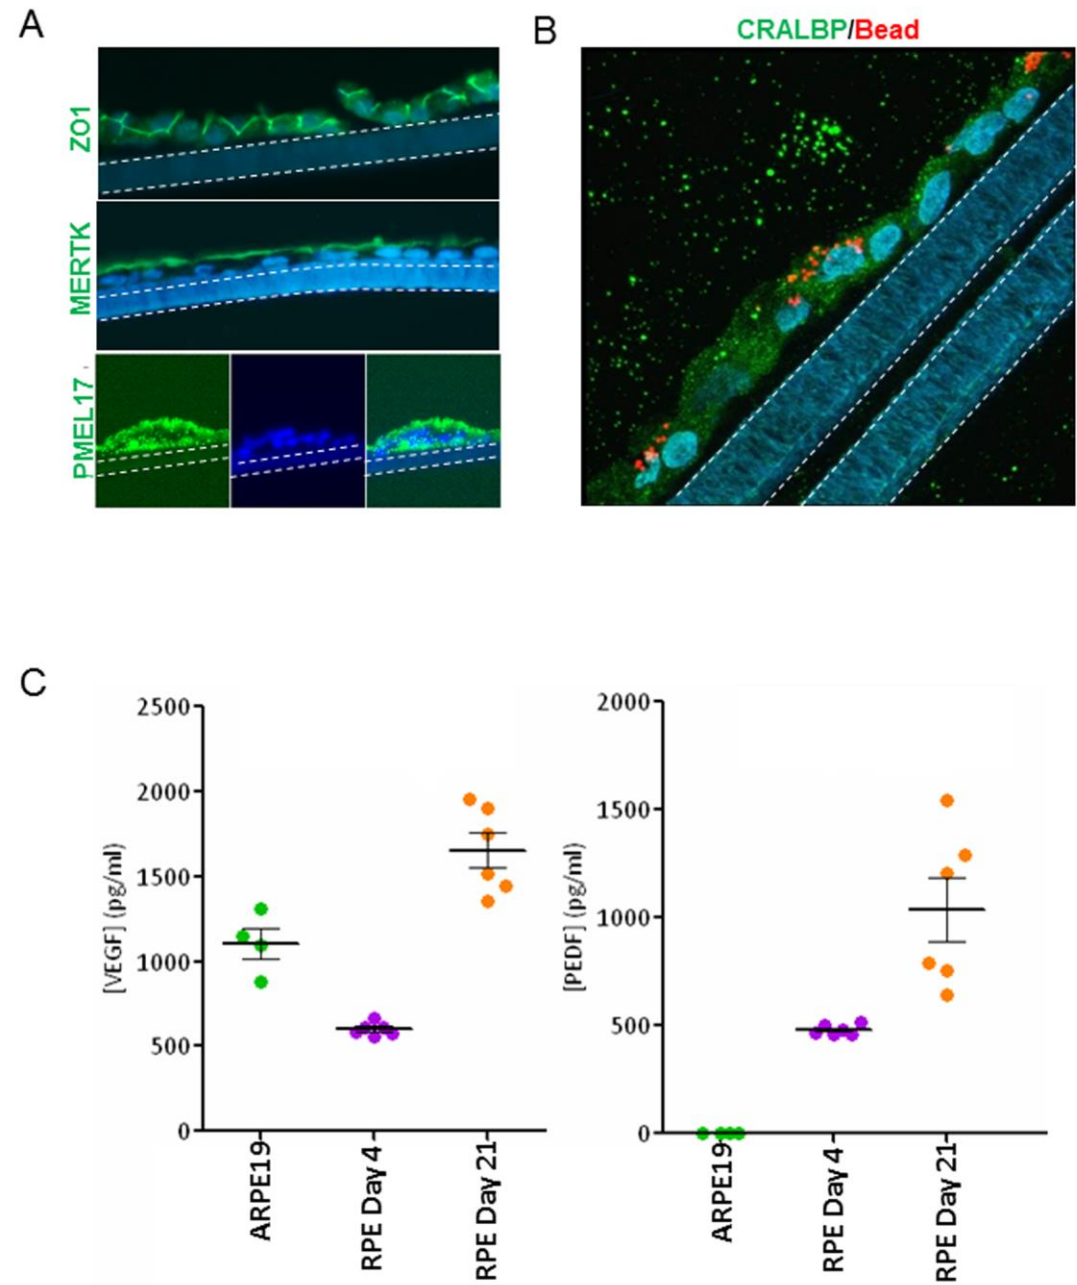 A
ZO1
MERTK
PMEL17
B
CRALBP/Bead
C
[VEGF] (pg/ml)
2500
2000
1500
1000
500
0
ARPE19
RPE Day 4
RPE Day 21
[PEDF] (pg/ml)
2000
1500
1000
500
0
ARPE19
RPE Day 4
RPE Day 21